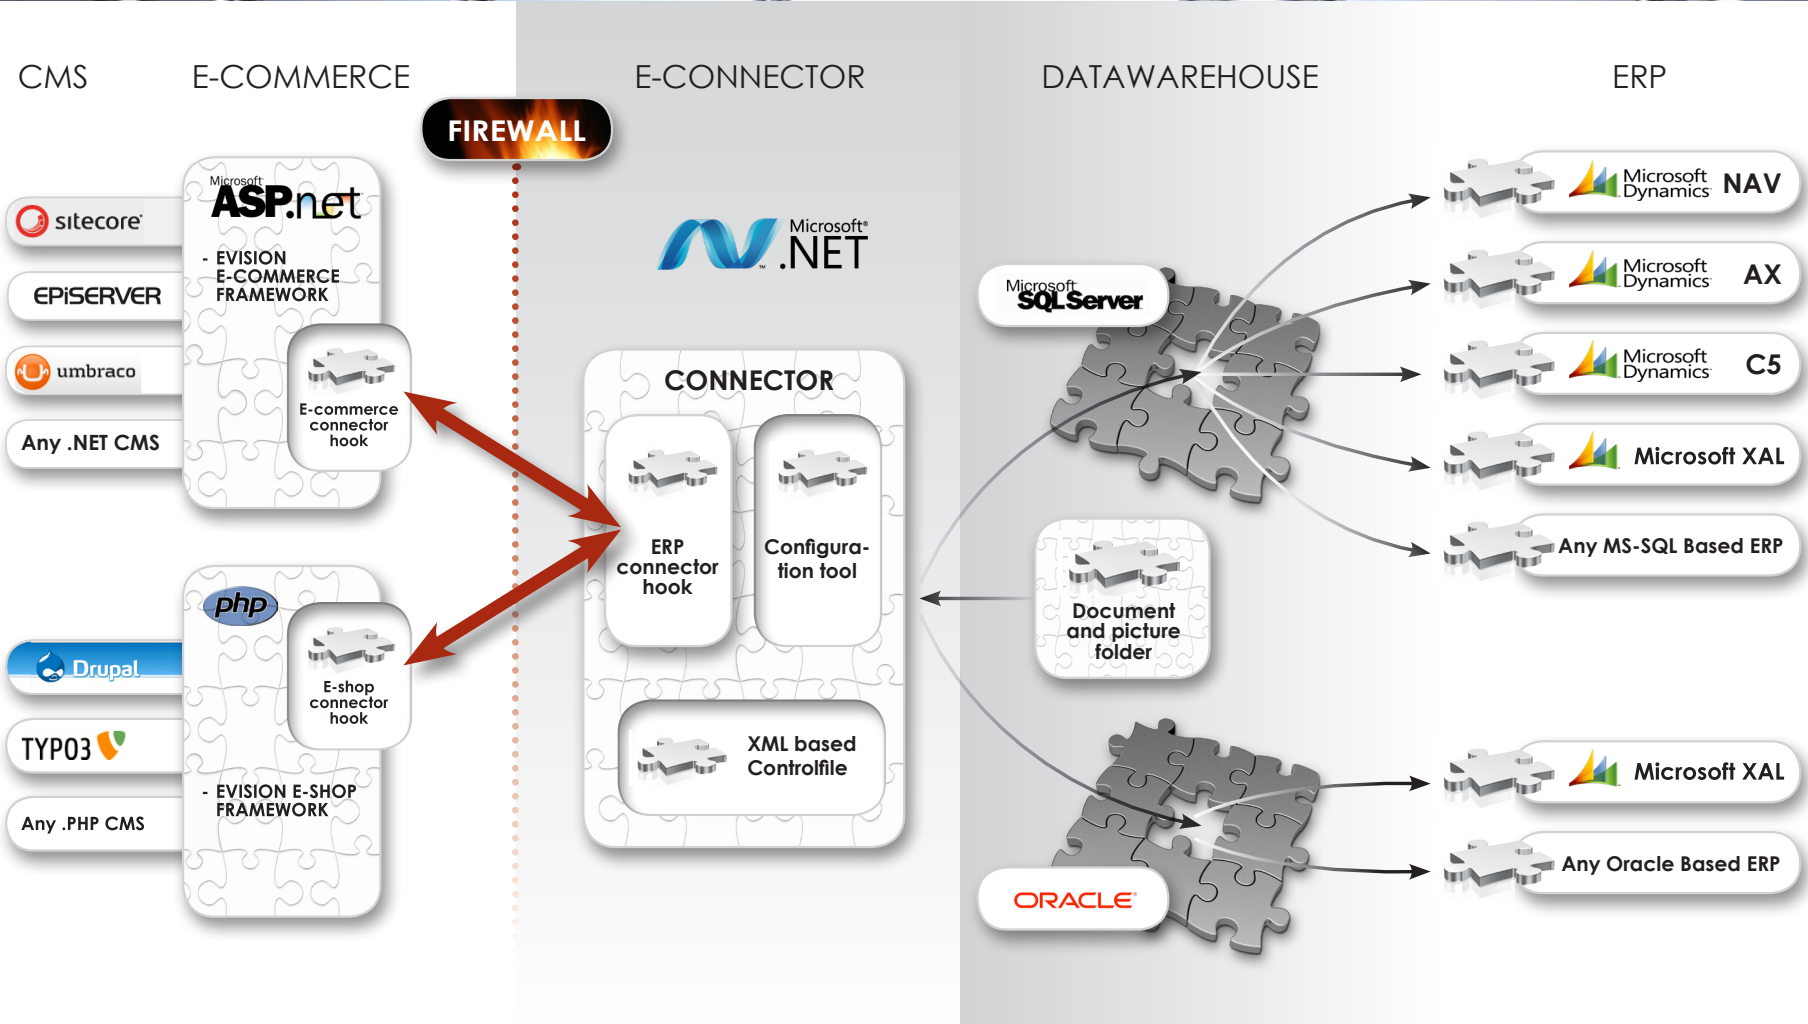 CMS
E-COMMERCE
E-CONNECTOR
DATAWAREHOUSE
ERP
FIREWALL
sitecore
EPiSERVER
umbraco
Any .NET CMS
Microsoft
ASP.net
- EVISION
E-COMMERCE
FRAMEWORK
E-commerce
connector
hook
Drupal
TYPO3
Any .PHP CMS
php
E-shop
connector
hook
- EVISION E-SHOP
FRAMEWORK
Microsoft®
.NET
CONNECTOR
ERP
connector
hook
Configura-
tion tool
XML based
Controlfile
Microsoft
SQL Server
Document
and picture
folder
ORACLE
Microsoft
Dynamics NAV
Microsoft
Dynamics AX
Microsoft
Dynamics C5
Microsoft XAL
Any MS-SQL Based ERP
Microsoft XAL
Any Oracle Based ERP